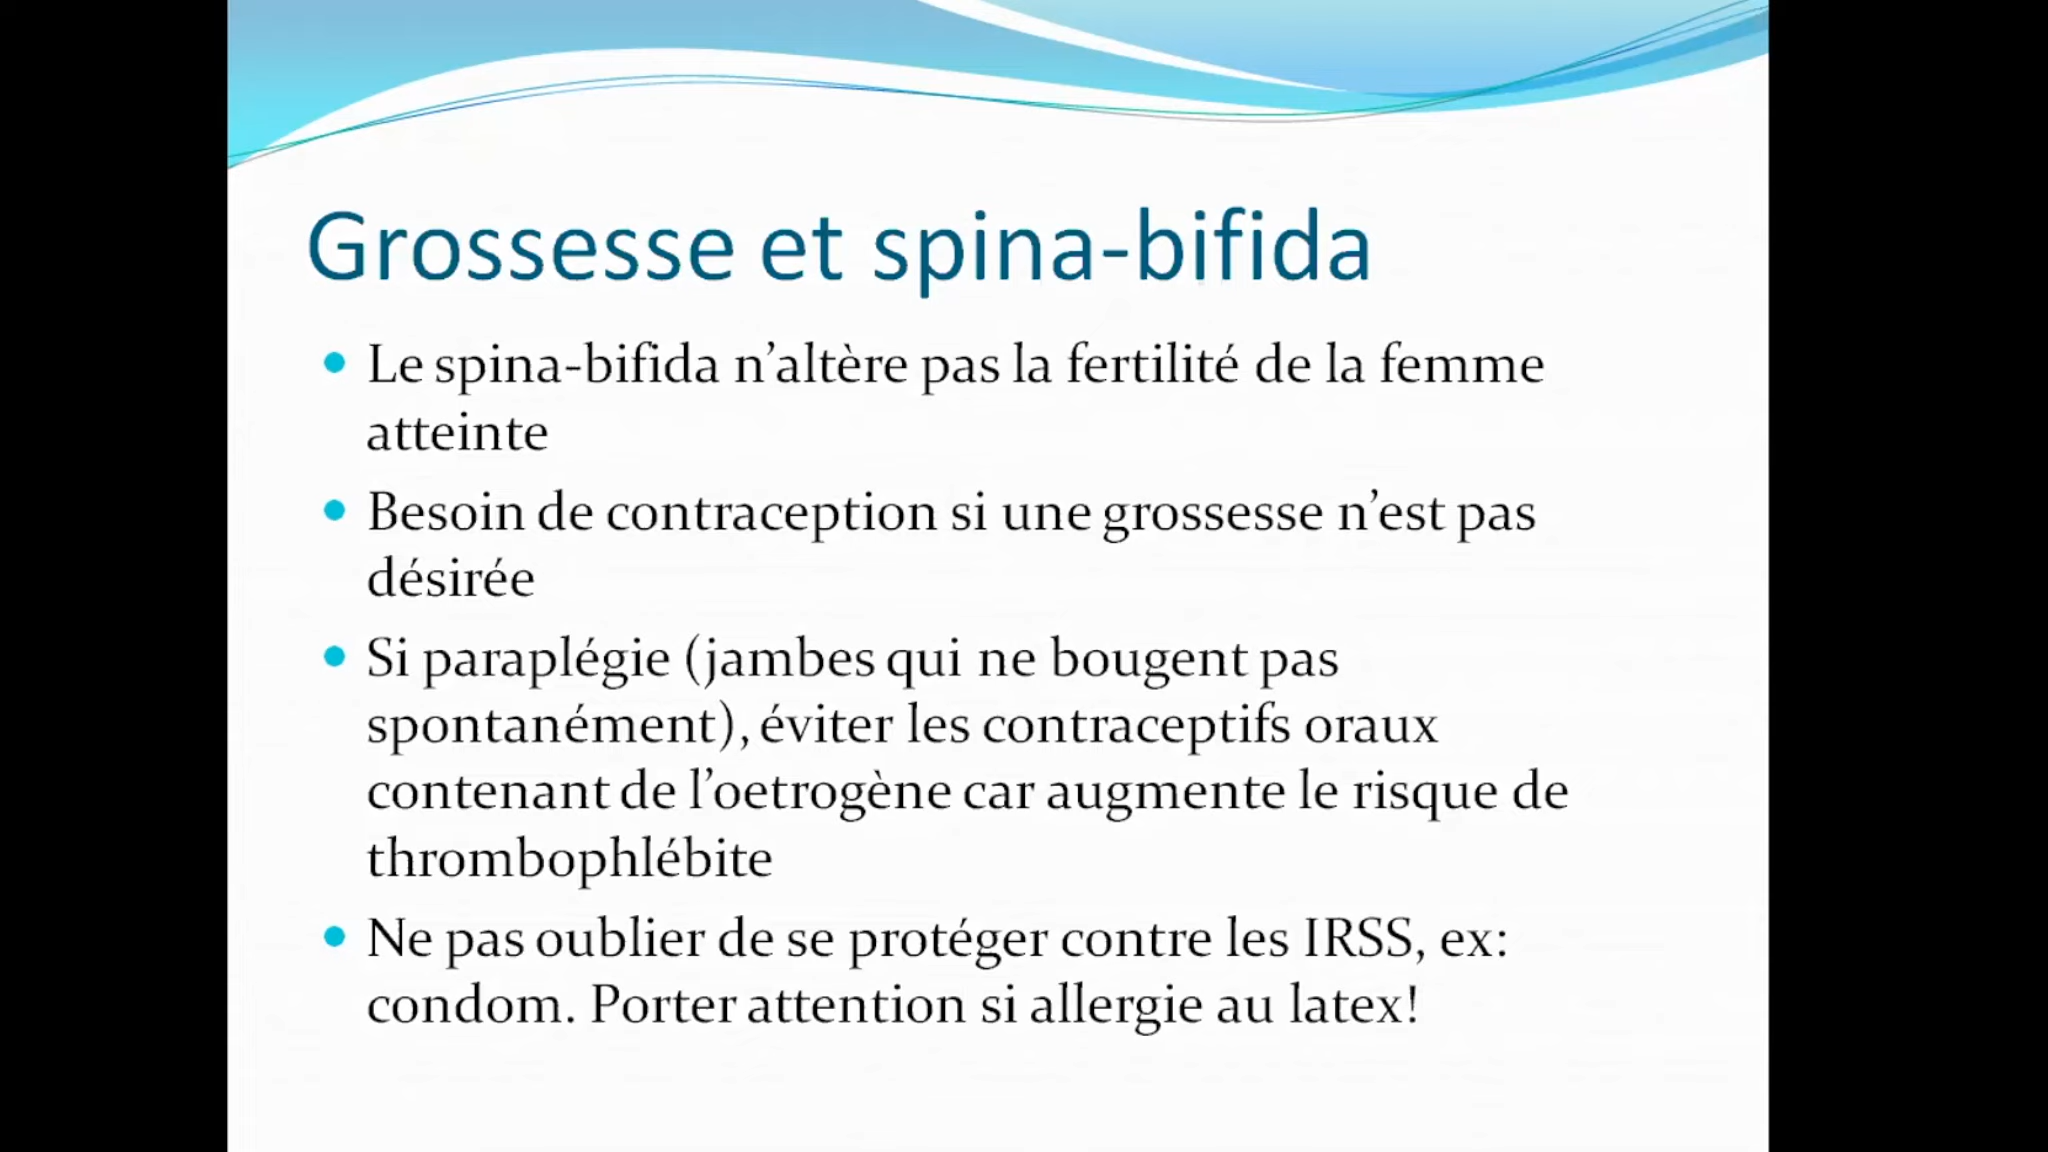 Grossesse et spina-bifida
• Le spina-bifida n’altère pas la fertilité de la femme
atteinte
• Besoin de contraception si une grossesse n’est pas
désirée
• Si paraplégie (jambes qui ne bougent pas
spontanément), éviter les contraceptifs oraux
contenant de l’oetrogène car augmente le risque de
thrombophlébite
• Ne pas oublier de se protéger contre les IRSS, ex:
condom. Porter attention si allergie au latex!